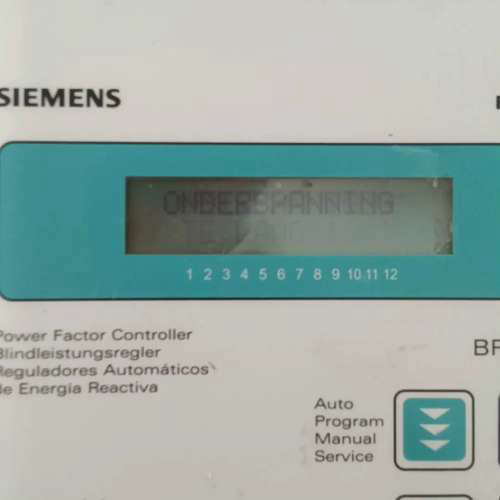 SIEMENS
ONDERSPANNING
1 2 3 4 5 6 7 8 9 10 11 12
Power Factor Controller
Blindleistungsregler
Reguladores Automáticos
de Energía Reactiva
BR
Auto
Program
Manual
Service